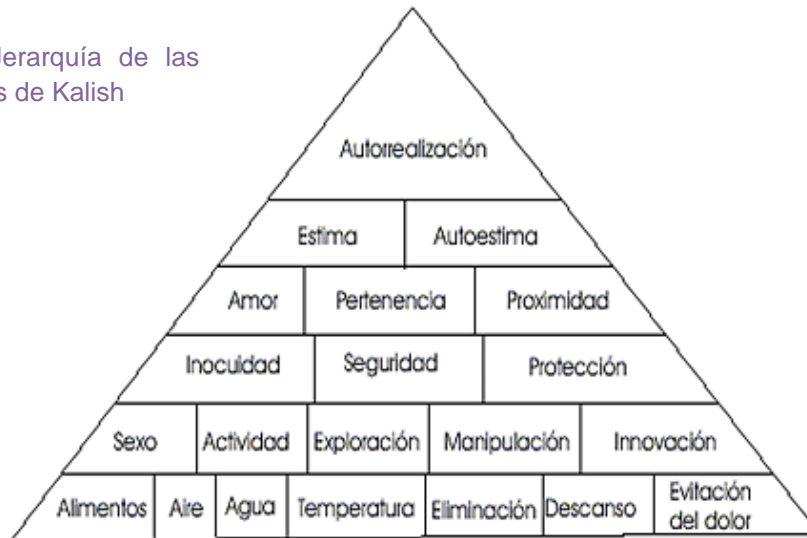 Jerarquía de las
s de Kalish
Autorrealización
Estima Autoestima
Amor Pertenencia Proximidad
Inocuidad Seguridad Protección
Sexo Actividad Exploración Manipulación Innovación
Alimentos Aire Agua Temperatura Eliminación Descanso Evitación
del dolor